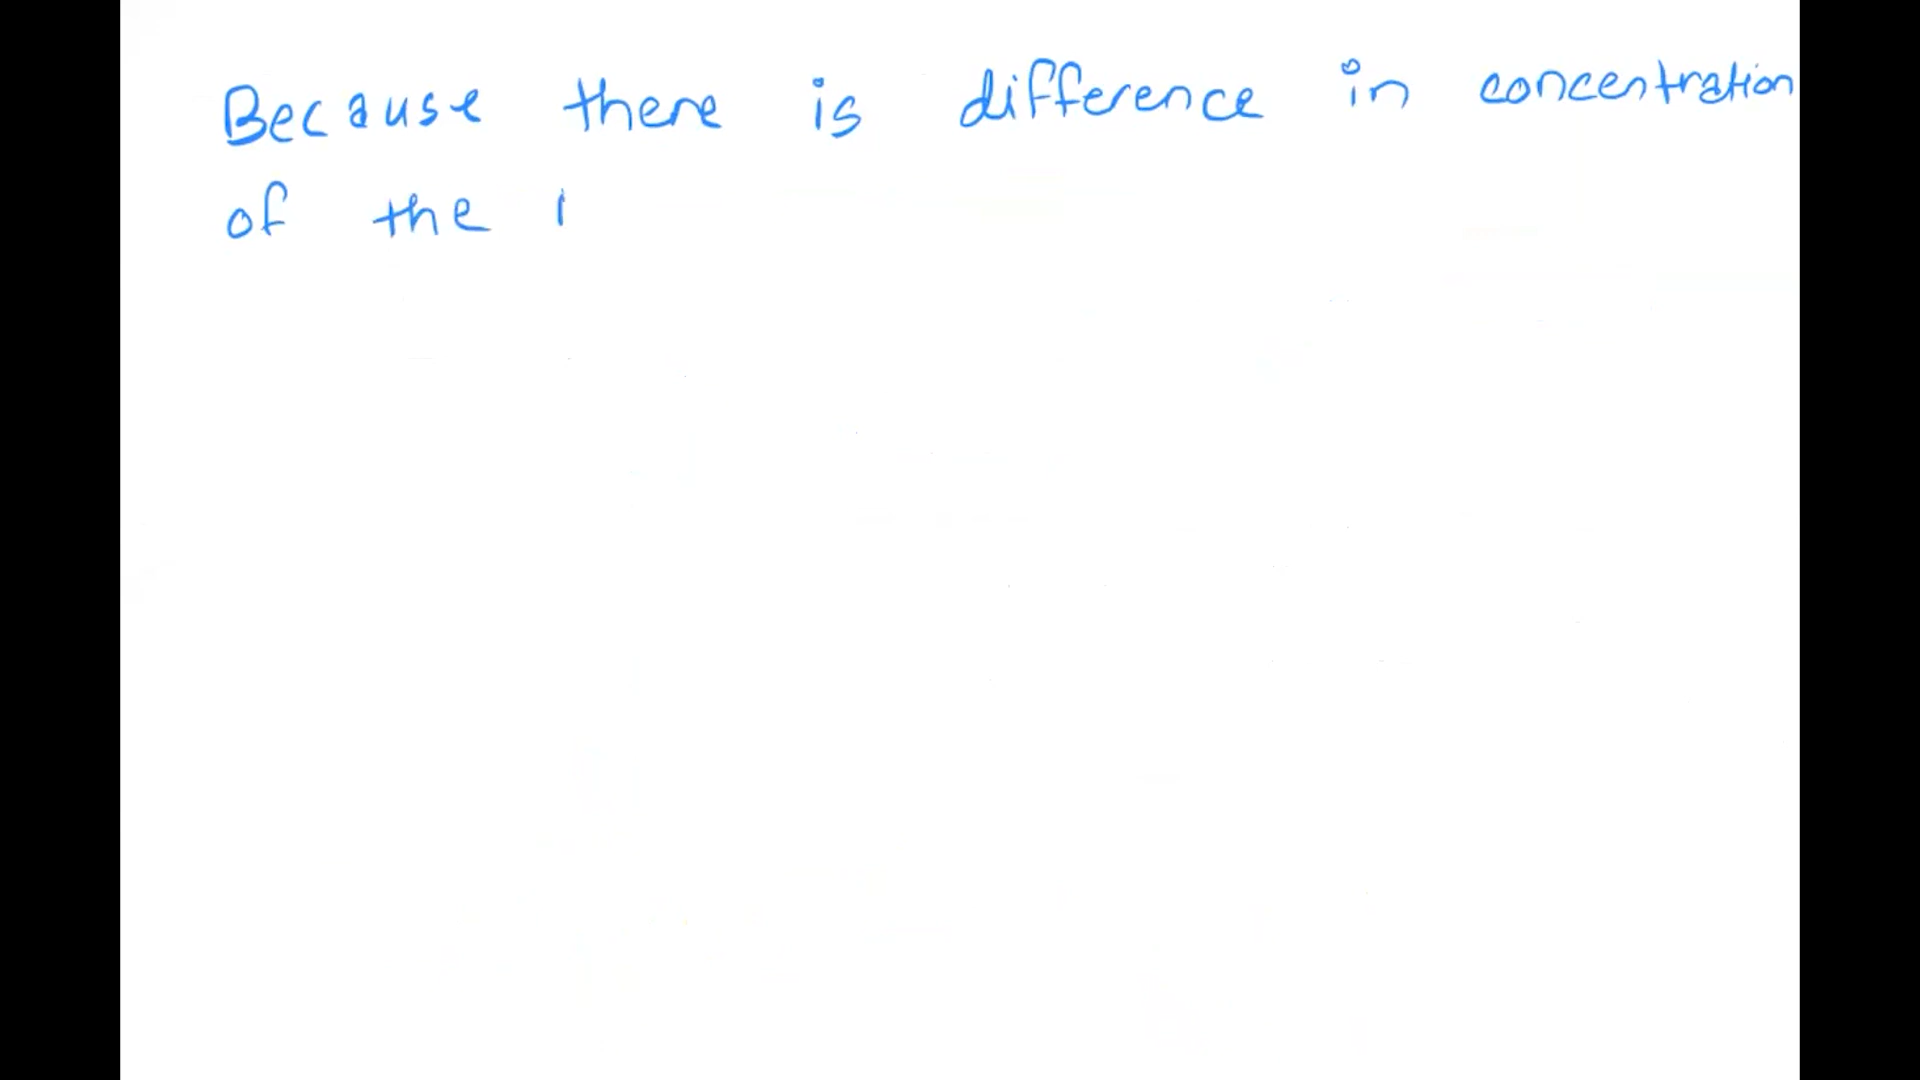 Because there is difference in concentration
of the